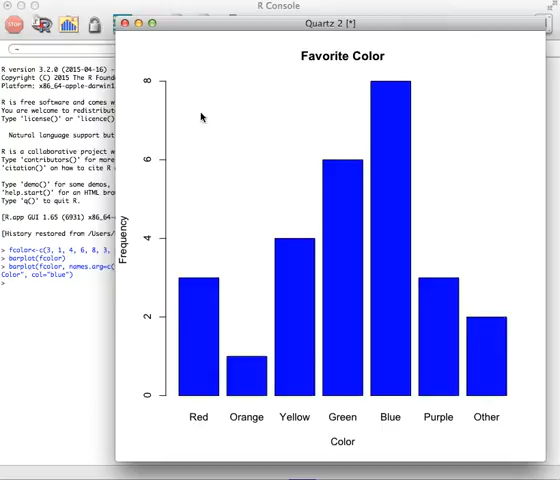 R Console
STOP
Quartz 2 [*]
R version 3.2.0 (2015-04-16) –
Copyright (C) 2015 The R Found
Platform: x86_64-apple-darwin1
R is free software and comes w
You are welcome to redistribut
Type 'license()' or 'licence()
Natural language support but
R is a collaborative project w
Type 'contributors()' for more
'citation()' on how to cite R
Type 'demo()' for some demos,
'help.start()' for an HTML bro
Type 'q()' to quit R.
[R.app GUI 1.65 (6931) x86_64-
[History restored from /Users/
> fcolor<-c(3, 1, 4, 6, 8, 3,
> barplot(fcolor)
> barplot(fcolor, names.arg=c(
Color", col="blue")
>
Favorite Color
Frequency
8
6
4
2
0
Red Orange Yellow Green Blue Purple Other
Color